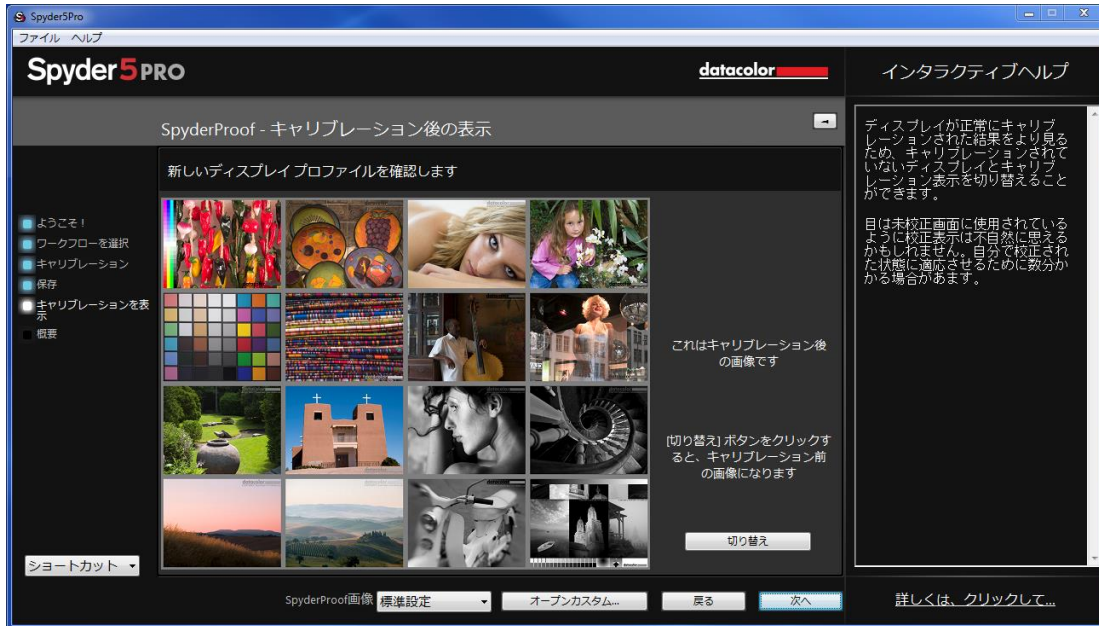 Spyder5Pro
ファイル ヘルプ
Spyder5PRO
datacolor
インタラクティブヘルプ
SpyderProof - キャリブレーション後の表示
新しいディスプレイ プロファイルを確認します
ようこそ！
ワークフローを選択
キャリブレーション
保存
キャリブレーションを表
示
概要
これはキャリブレーション後
の画像です
[切り替え] ボタンをクリックす
ると、キャリブレーション前
の画像になります
切り替え
ディスプレイが正常にキャリブ
レーションされた結果をより見る
ため、キャリブレーションされて
いないディスプレイとキャリブ
レーション表示を切り替えること
ができます。
目は未校正画面に使用されている
ように校正表示は不自然に思える
かもしれません。自分で校正され
た状態に適応させるために数分か
かる場合があます。
ショートカット
SpyderProof画像 標準設定
オープンカスタム...
戻る
次へ
詳しくは、クリックして...